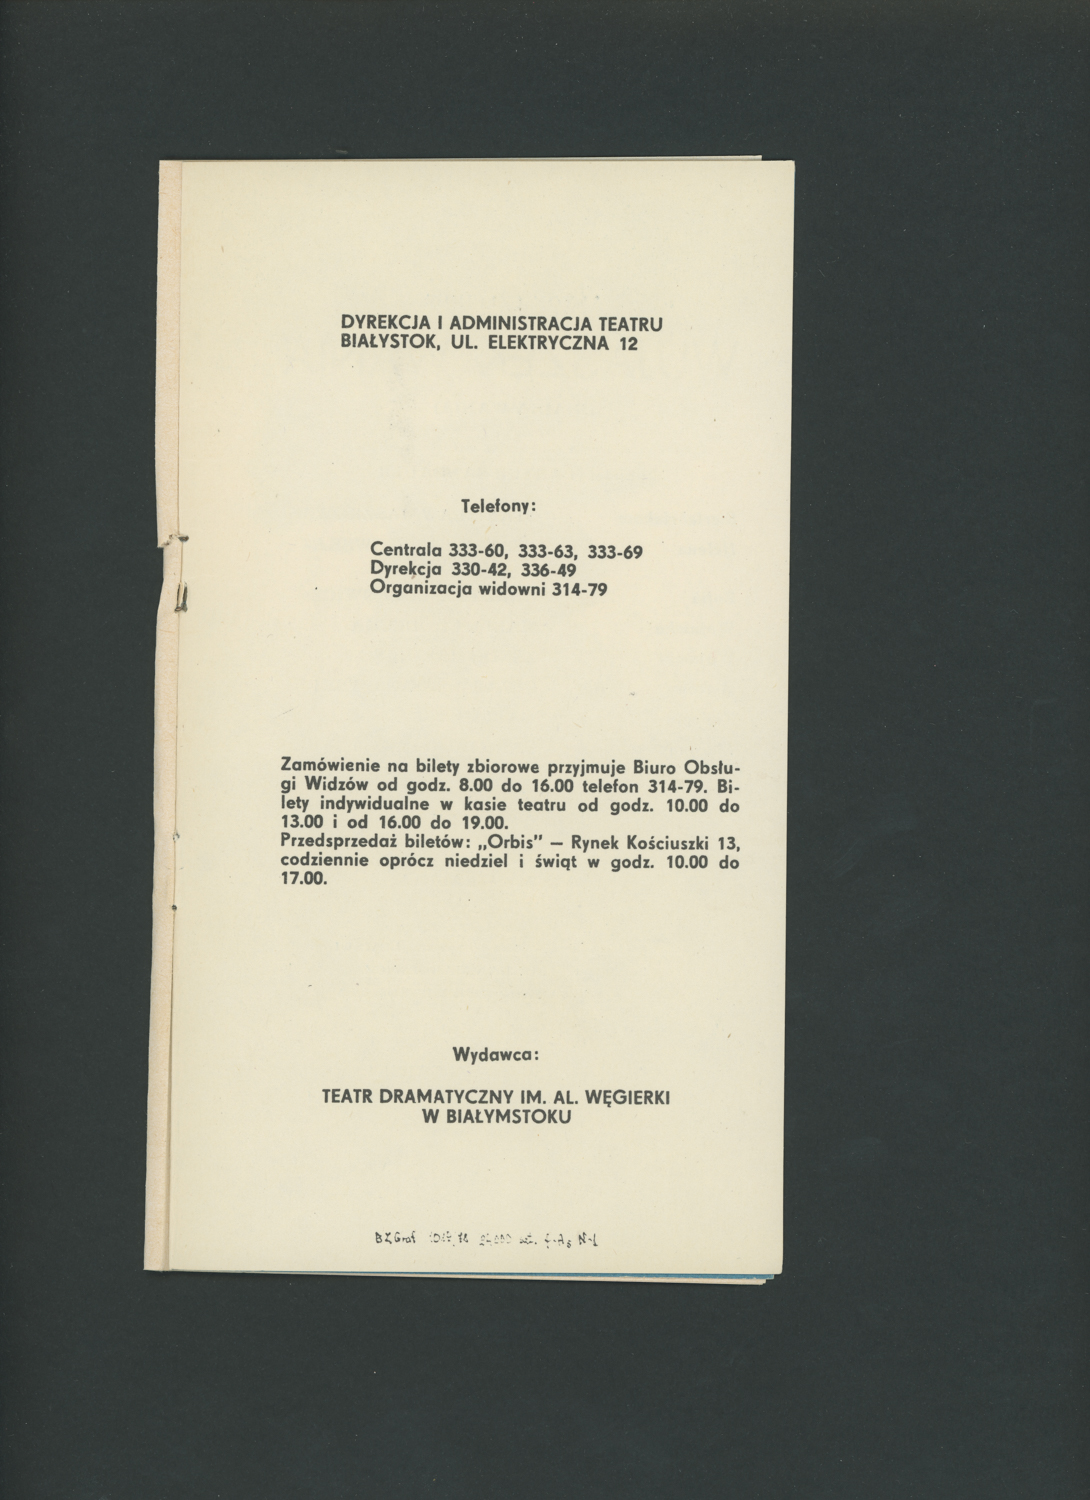 DYREKCJA I ADMINISTRACJA TEATRU
BIAŁYSTOK, UL. ELEKTRYCZNA 12
Telefony:
Centrala 333-60, 333-63, 333-69
Dyrekcja 330-42, 336-49
Organizacja widowni 314-79
Zamówienie na bilety zbiorowe przyjmuje Biuro Obsłu-
gi Widzów od godz. 8.00 do 16.00 telefon 314-79. Bi-
lety indywidualne w kasie teatru od godz. 10.00 do
13.00 i od 16.00 do 19.00.
Przedsprzedaż biletów: „Orbis" — Rynek Kościuszki 13,
codziennie oprócz niedziel i świąt w godz. 10.00 do
17.00.
Wydawca:
TEATR DRAMATYCZNY IM. AL. WĘGIERKI
W BIAŁYMSTOKU